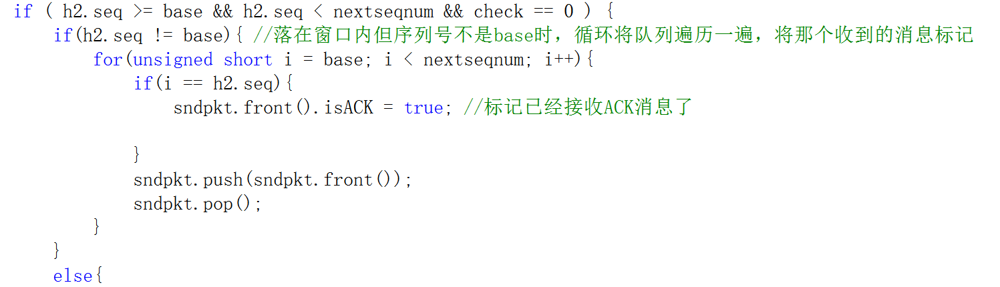 if ( h2.seq >= base && h2.seq < nextseqnum && check == 0 ) {
if(h2.seq != base){ //落在窗口内但序列号不是base时，循环将队列遍历一遍，将那个收到的消息标记
for(unsigned short i = base; i < nextseqnum; i++){
if(i == h2.seq){
sndpkt.front().isACK = true; //标记已经接收ACK消息了
}
sndpkt.push(sndpkt.front());
sndpkt.pop();
}
}
else{